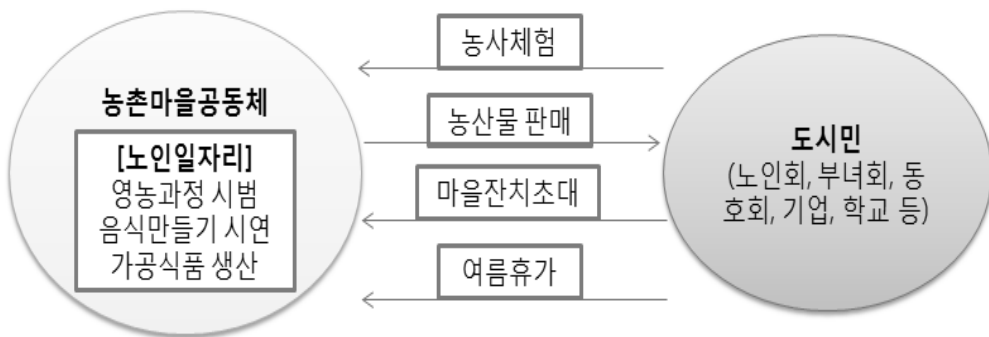 농촌마을공동체
[노인일자리]
영농과정 시범
음식만들기 시연
가공식품 생산
농사체험
농산물 판매
마을잔치초대
여름휴가
도시민
(노인회, 부녀회, 동
호회, 기업, 학교 등)